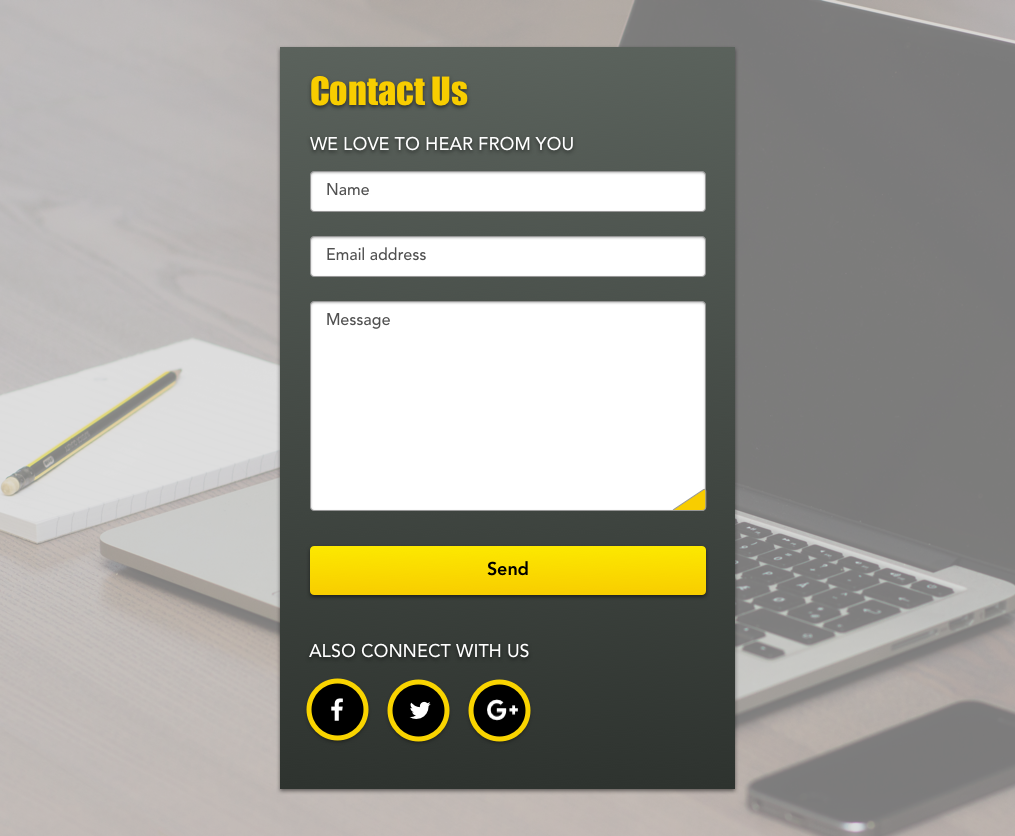 Contact Us
WE LOVE TO HEAR FROM YOU
Name
Email address
Message
Send
ALSO CONNECT WITH US
f
G+